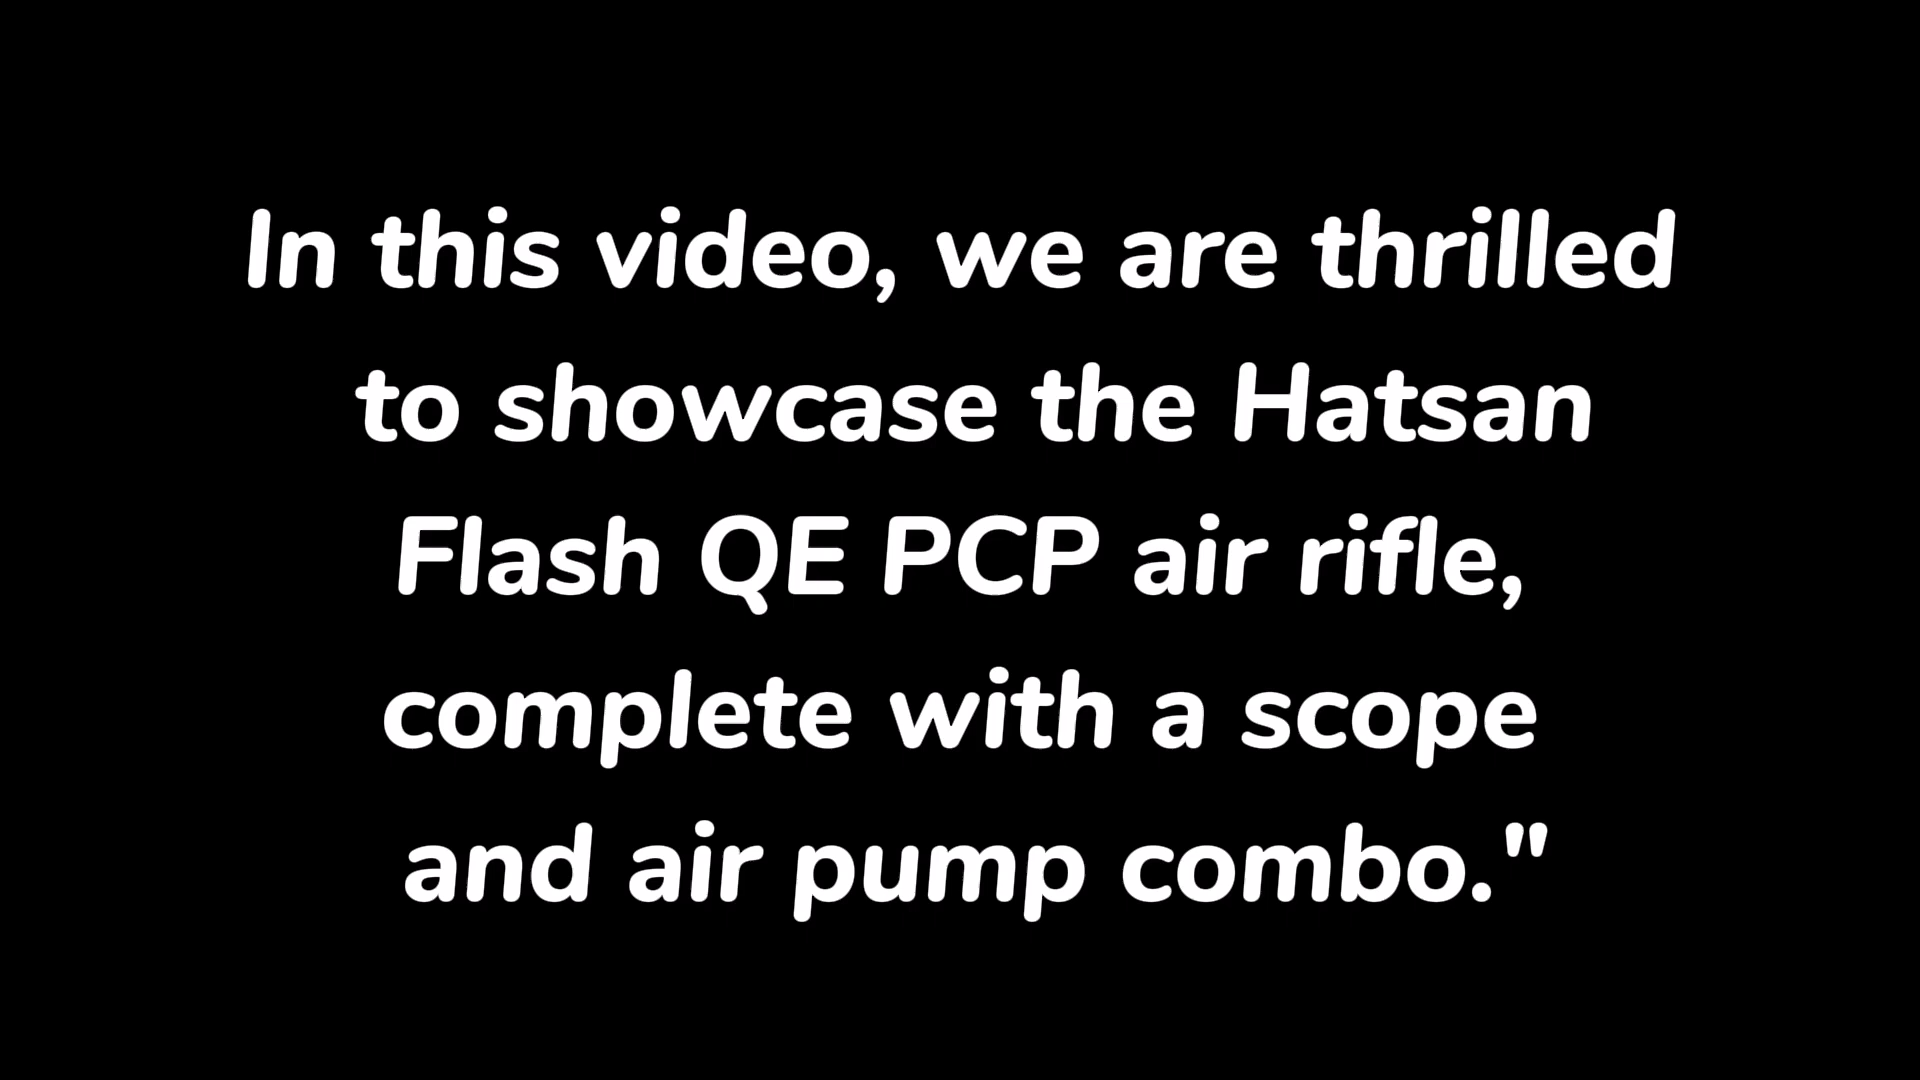 In this video, we are thrilled
to showcase the Hatsan
Flash QE PCP air rifle,
complete with a scope
and air pump combo."